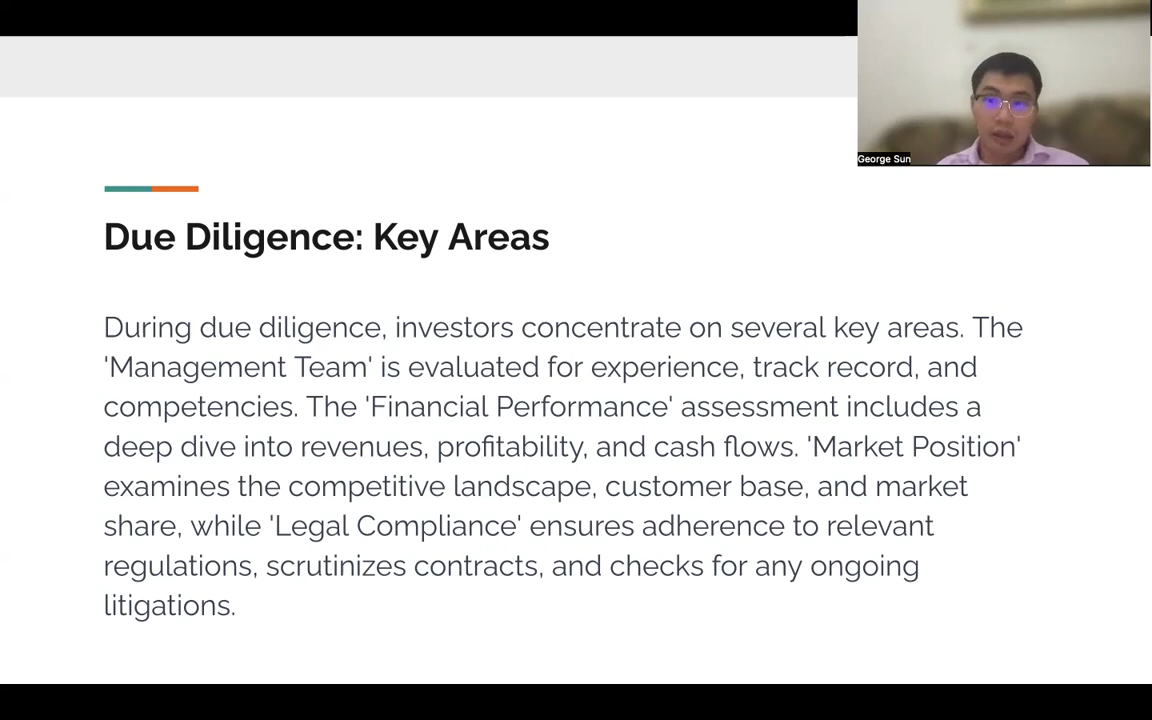 George Sun
Due Diligence: Key Areas
During due diligence, investors concentrate on several key areas. The
'Management Team' is evaluated for experience, track record, and
competencies. The 'Financial Performance' assessment includes a
deep dive into revenues, profitability, and cash flows. 'Market Position'
examines the competitive landscape, customer base, and market
share, while 'Legal Compliance' ensures adherence to relevant
regulations, scrutinizes contracts, and checks for any ongoing
litigations.